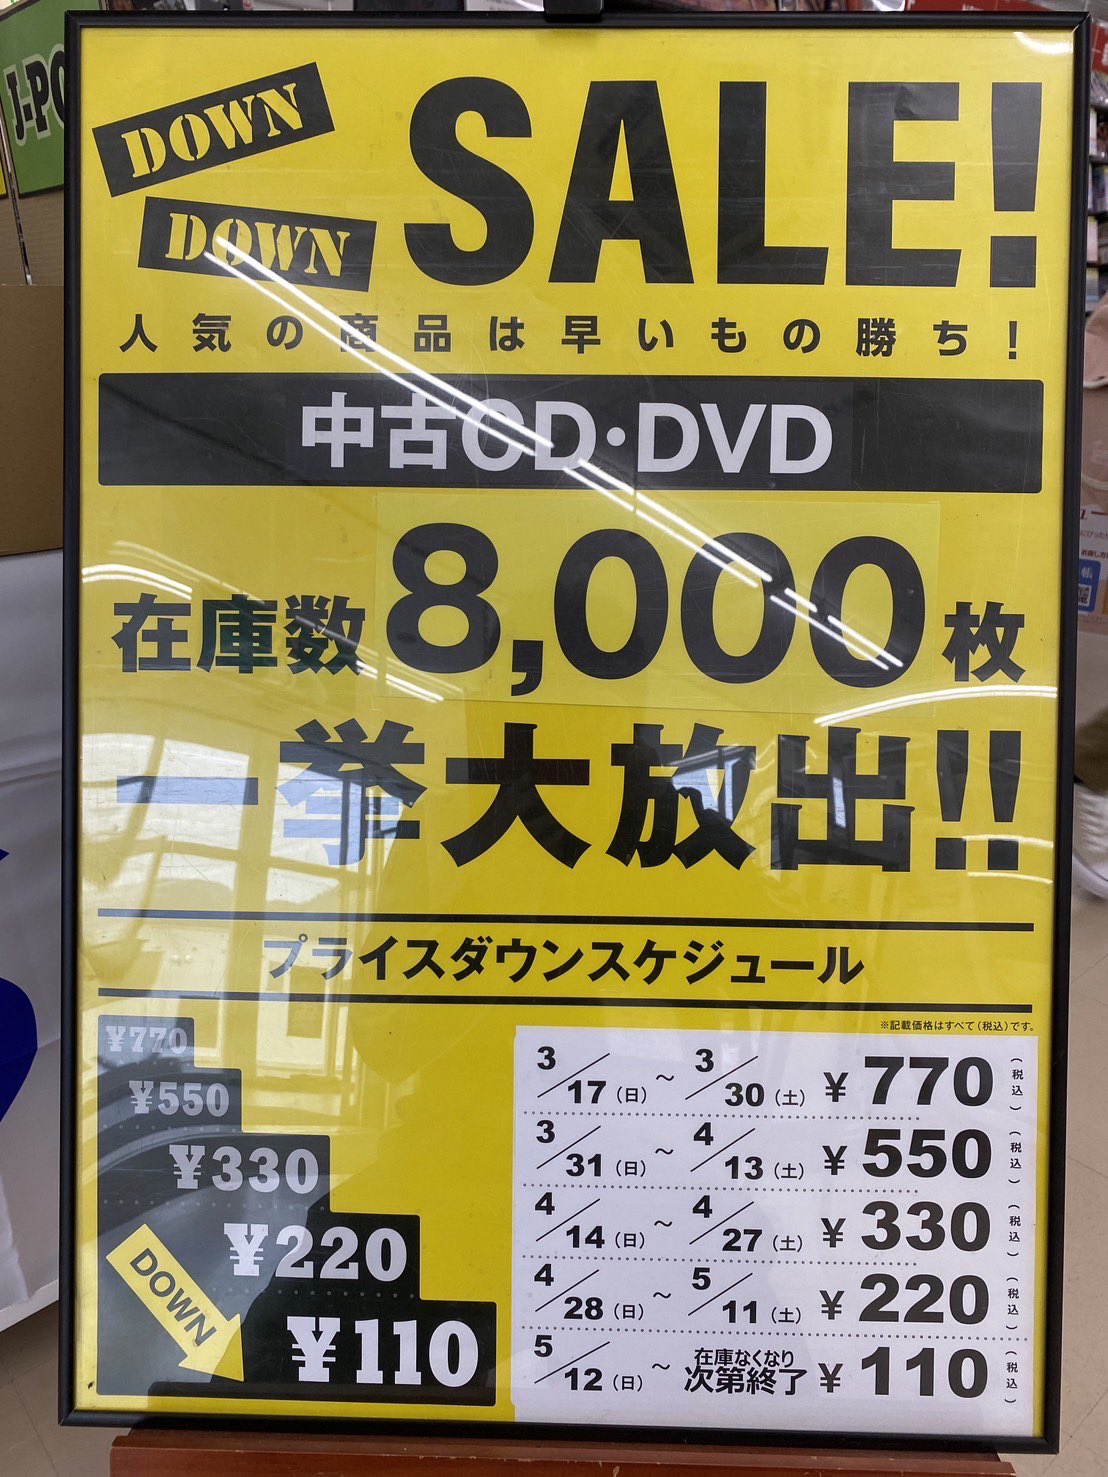 J-PO
DOWN
DOWN
SALE!
人気の商品は早いもの勝ち!
中古CD・DVD
在庫数8,000枚
一挙大放出!!
プライスダウンスケジュール
※記載価格はすべて(税込)です。
¥770
¥550
¥330
¥220
¥110
DOWN
3/17(日)~3/30(土)¥770(税込)
3/31(日)~4/13(土)¥550(税込)
4/14(日)~4/27(土)¥330(税込)
4/28(日)~5/11(土)¥220(税込)
5/12(日)~在庫なくなり次第終了¥110(税込)